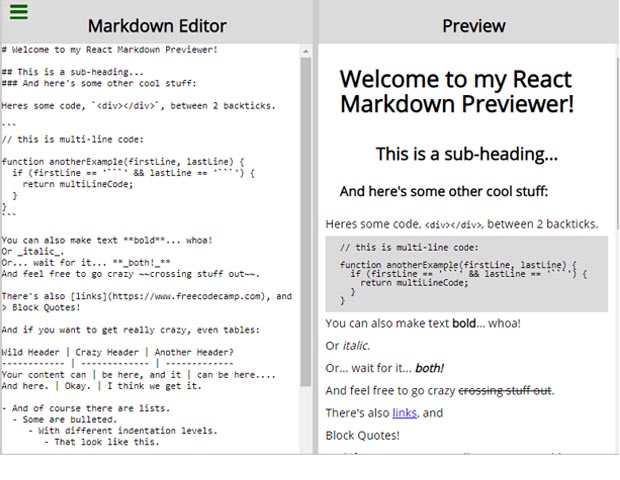 Markdown Editor
# Welcome to my React Markdown Previewer!
## This is a sub-heading...
### And here's some other cool stuff:
Heres some code, `<div></div>`, between 2 backticks.
```
// this is multi-line code:
function anotherExample(firstLine, lastLine) {
  if (firstLine == '```' && lastLine == '```') {
    return multiLineCode;
  }
}
```
You can also make text **bold**... whoa!
Or _italic_.
Or... wait for it... **_both!_**
And feel free to go crazy ~~crossing stuff out~~.
There's also [links](https://www.freecodecamp.com), and
> Block Quotes!
And if you want to get really crazy, even tables:
Wild Header | Crazy Header | Another Header?
------------ | ------------- | -------------
Your content can | be here, and it | can be here....
And here. | Okay. | I think we get it.
- And of course there are lists.
  - Some are bulleted.
     - With different indentation levels.
        - That look like this.
Preview
Welcome to my React
Markdown Previewer!
This is a sub-heading...
And here's some other cool stuff:
Heres some code, <div></div>, between 2 backticks.
// this is multi-line code:
function anotherExample(firstLine, lastLine) {
  if (firstLine == '```' && lastLine == '```') {
    return multiLineCode;
  }
}
You can also make text bold... whoa!
Or italic.
Or... wait for it... both!
And feel free to go crazy crossing stuff out.
There's also links, and
Block Quotes!